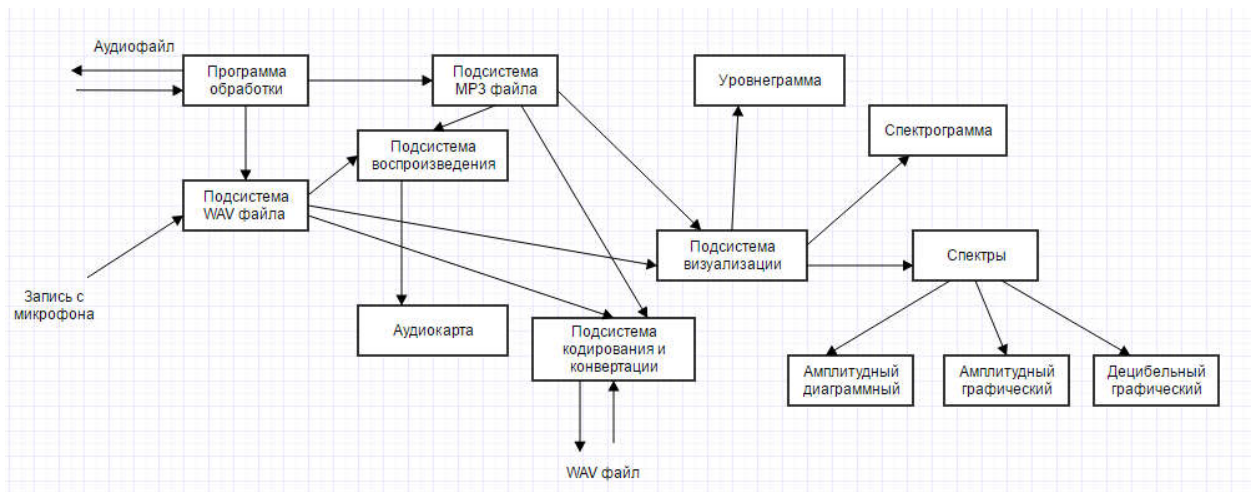 Аудиофайл
Программа
обработки
Подсистема
MP3 файла
Уровнеграмма
Спектрограмма
Подсистема
воспроизведения
Подсистема
WAV файла
Подсистема
визуализации
Спектры
Запись с
микрофона
Аудиокарта
Подсистема
кодирования и
конвертации
Амплитудный
диаграммный
Амплитудный
графический
Децибельный
графический
WAV файл